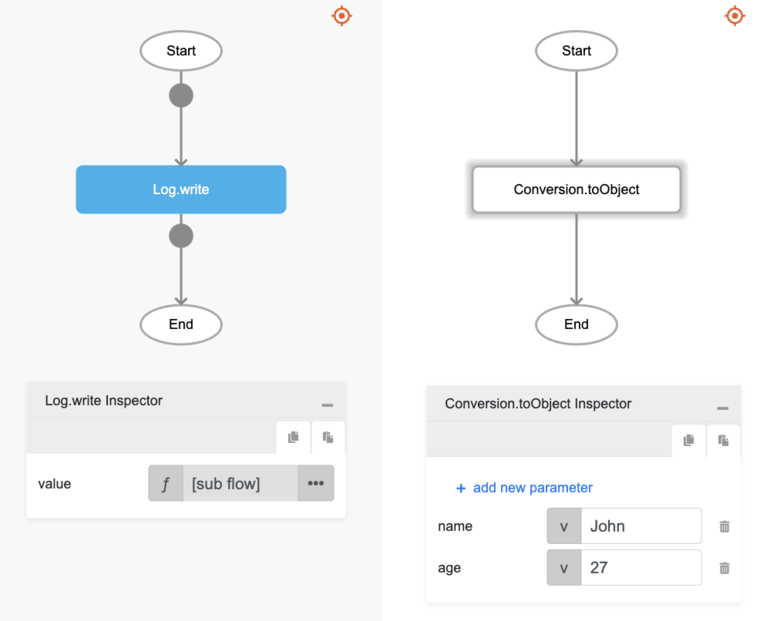 Start
Log.write
End
Log.write Inspector
value
ƒ
[sub flow]
•••
Start
Conversion.toObject
End
Conversion.toObject Inspector
+ add new parameter
name
v
John
age
v
27